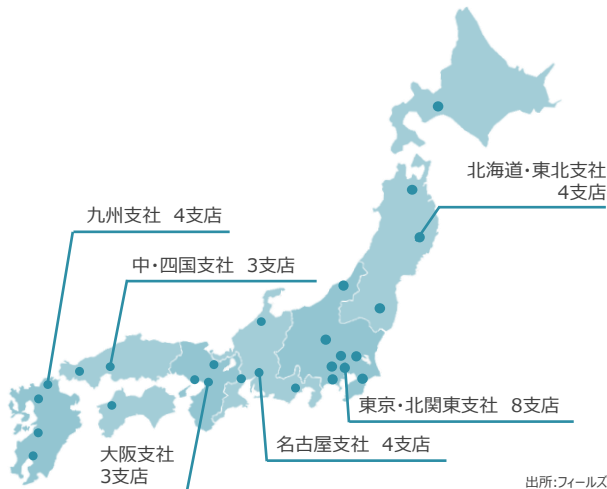 北海道・東北支社
4支店
九州支社 4支店
中・四国支社 3支店
東京・北関東支社 8支店
名古屋支社 4支店
大阪支社
3支店
出所:フィールズ